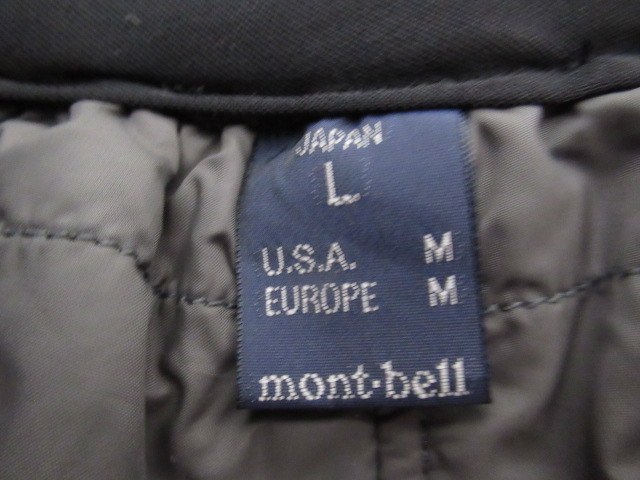 JAPAN
L
U.S.A. M
EUROPE M
mont-bell